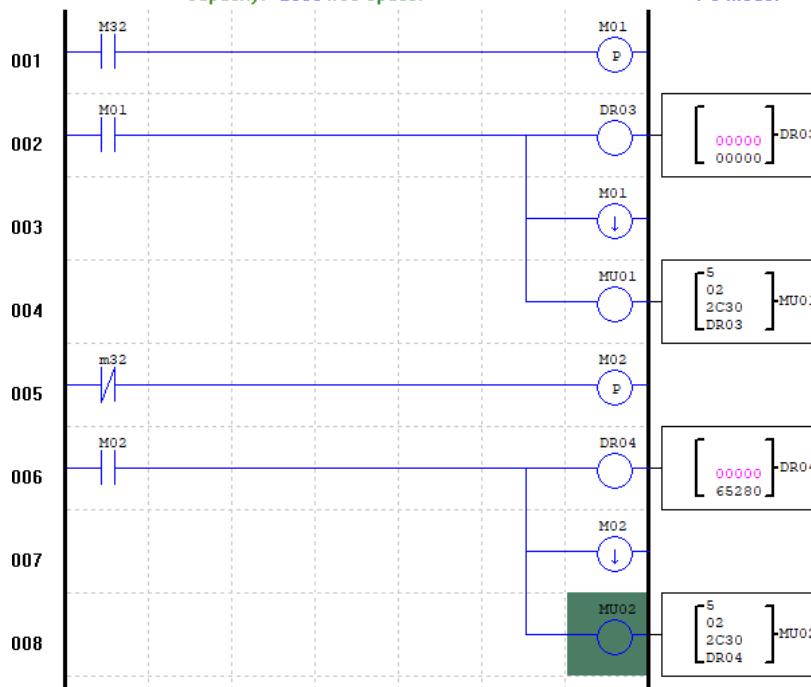 M32 M01
001 P
M01 DR03
002 00000 DR03
00000
M01
003 ↓
MU01
004 5 MU01
02
2C30
DR03
m32 M02
005 P
M02 DR04
006 00000 DR04
65280
M02
007 ↓
MU02
008 5 MU02
02
2C30
DR04